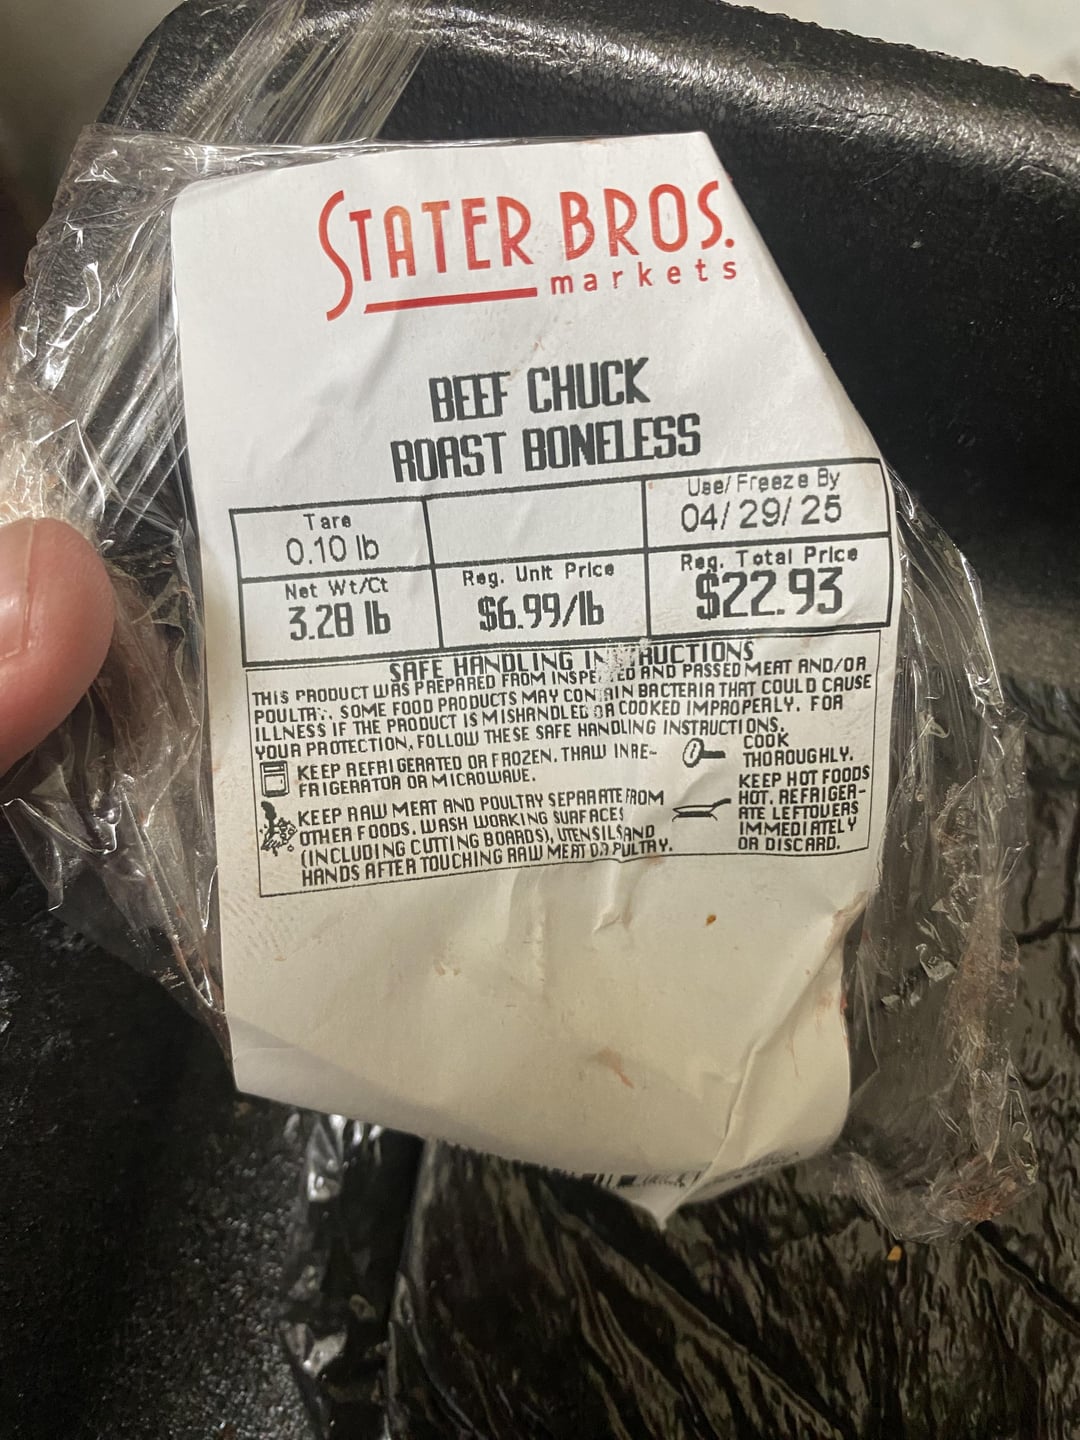 STATER BROS.
markets
BEEF CHUCK
ROAST BONELESS
Tare
0.10 lb
Use/Freeze By
04/29/25
Net Wt/Ct
3.28 lb
Reg. Unit Price
$6.99/lb
Reg. Total Price
$22.93
SAFE HANDLING
THIS PRODUCT WAS PREPARED FROM AND PASSED MEAT AND/OR
SOME FOOD PRODUCTS MAY BACTERIA THAT COULD CAUSE
ILLNESS IF THE PRODUCT IS MISHANDLED OR COOKED IMPROPERLY. FOR
YOUR PROTECTION, FOLLOW THESE SAFE HANDLING INSTRUCTIONS.
KEEP REFRIGERATED OR FROZEN. THAW IN RE-
FRIGERATOR OR MICROWAVE.
KEEP RAW MEAT AND POULTRY SEPARATE FROM
OTHER FOODS. WASH WORKING SURFACES
(INCLUDING CUTTING BOARDS), UTENSILS AND
HANDS AFTER TOUCHING RAW MEAT OR PULTRY.
COOK
THOROUGHLY.
KEEP HOT FOODS
HOT. REFRIGER-
ATE LEFTOVERS
IMMEDIATELY
OR DISCARD.